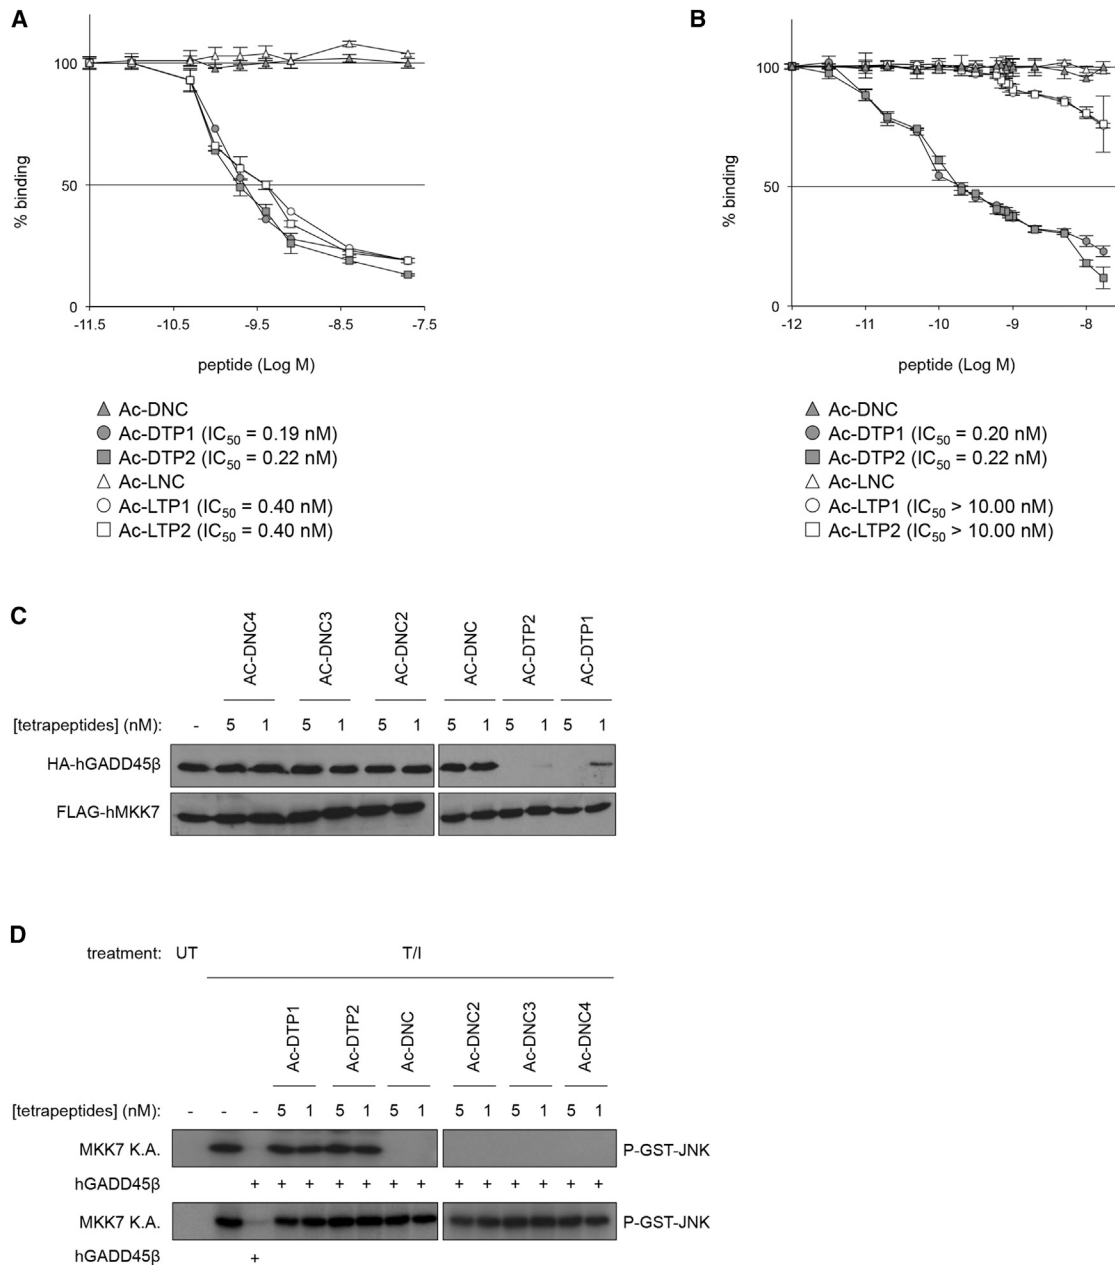 A
% binding
100
50
0
-11.5 -10.5 -9.5 -8.5 -7.5
peptide (Log M)
Ac-DNC
Ac-DTP1 (IC50 = 0.19 nM)
Ac-DTP2 (IC50 = 0.22 nM)
Ac-LNC
Ac-LTP1 (IC50 = 0.40 nM)
Ac-LTP2 (IC50 = 0.40 nM)
B
% binding
100
50
0
-12 -11 -10 -9 -8
peptide (Log M)
Ac-DNC
Ac-DTP1 (IC50 = 0.20 nM)
Ac-DTP2 (IC50 = 0.22 nM)
Ac-LNC
Ac-LTP1 (IC50 > 10.00 nM)
Ac-LTP2 (IC50 > 10.00 nM)
C
AC-DNC4 AC-DNC3 AC-DNC2 AC-DNC AC-DTP2 AC-DTP1
[tetrapeptides] (nM): - 5 1 5 1 5 1 5 1 5 1 5 1
HA-hGADD45β
FLAG-hMKK7
D
treatment: UT T/I
Ac-DTP1 Ac-DTP2 Ac-DNC Ac-DNC2 Ac-DNC3 Ac-DNC4
[tetrapeptides] (nM): - - - 5 1 5 1 5 1 5 1 5 1 5 1
MKK7 K.A. P-GST-JNK
hGADD45β + + + + + + + + + + + + +
MKK7 K.A. P-GST-JNK
hGADD45β +